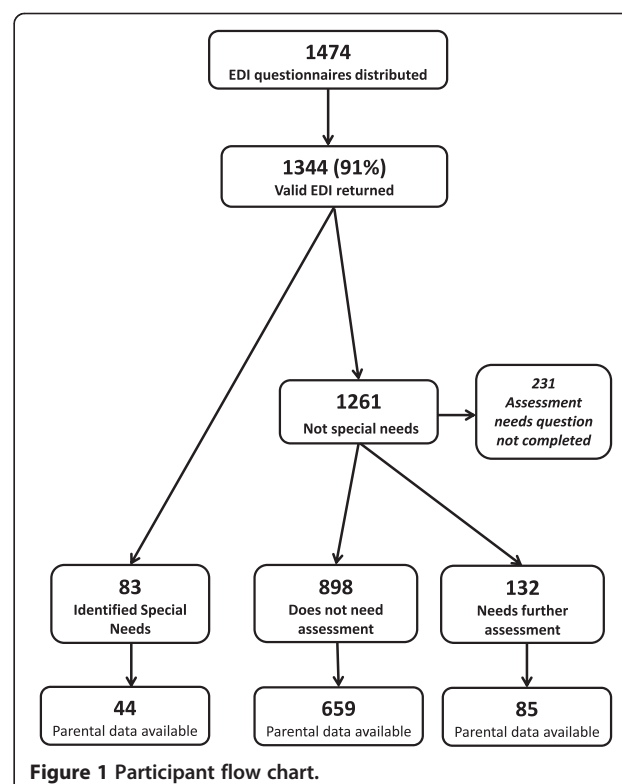 1474
EDI questionnaires distributed
1344 (91%)
Valid EDI returned
1261
Not special needs
231
Assessment
needs question
not completed
83
Identified Special
Needs
898
Does not need
assessment
132
Needs further
assessment
44
Parental data available
659
Parental data available
85
Parental data available
Figure 1 Participant flow chart.